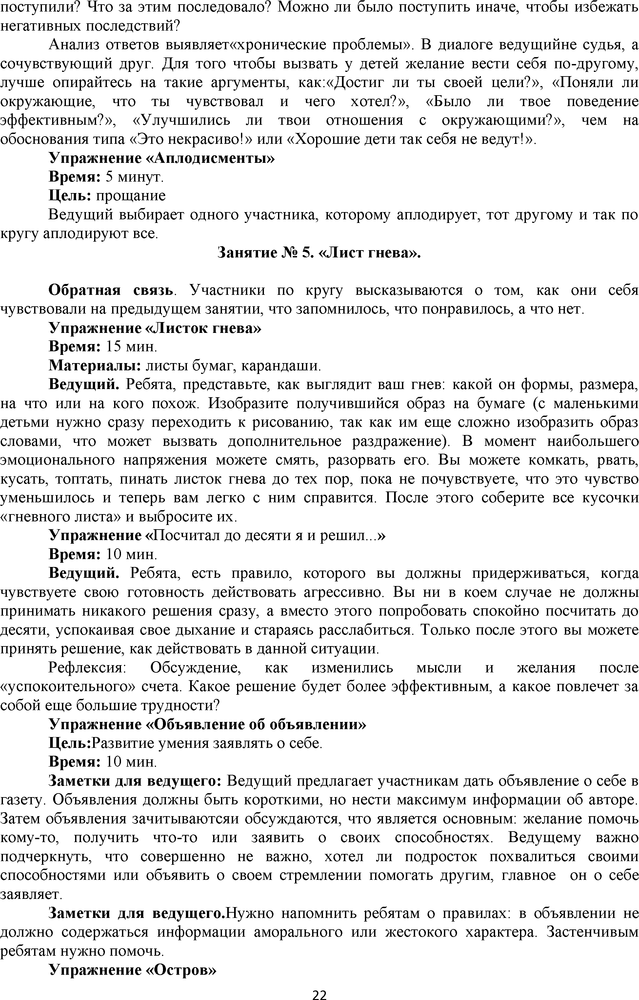 поступили? Что за этим последовало? Можно ли было поступить иначе, чтобы избежать
негативных последствий?
Анализ ответов выявляет«хронические проблемы». В диалоге ведущийне судья, а
сочувствующий друг. Для того чтобы вызвать у детей желание вести себя по-другому,
лучше опирайтесь на такие аргументы, как:«Достиг ли ты своей цели?», «Поняли ли
окружающие, что ты чувствовал и чего хотел?», «Было ли твое поведение
эффективным?», «Улучшились ли твои отношения с окружающими?», чем на
обоснования типа «Это некрасиво!» или «Хорошие дети так себя не ведут!».
Упражнение «Аплодисменты»
Время: 5 минут.
Цель: прощание
Ведущий выбирает одного участника, которому аплодирует, тот другому и так по
кругу аплодируют все.
Занятие № 5. «Лист гнева».
Обратная связь. Участники по кругу высказываются о том, как они себя
чувствовали на предыдущем занятии, что запомнилось, что понравилось, а что нет.
Упражнение «Листок гнева»
Время: 15 мин.
Материалы: листы бумаг, карандаши.
Ведущий. Ребята, представьте, как выглядит ваш гнев: какой он формы, размера,
на что или на кого похож. Изобразите получившийся образ на бумаге (с маленькими
детьми нужно сразу переходить к рисованию, так как им еще сложно изобразить образ
словами, что может вызвать дополнительное раздражение). В момент наибольшего
эмоционального напряжения можете смять, разорвать его. Вы можете комкать, рвать,
кусать, топтать, пинать листок гнева до тех пор, пока не почувствуете, что это чувство
уменьшилось и теперь вам легко с ним справится. После этого соберите все кусочки
«гневного листа» и выбросите их.
Упражнение «Посчитал до десяти я и решил...»
Время: 10 мин.
Ведущий. Ребята, есть правило, которого вы должны придерживаться, когда
чувствуете свою готовность действовать агрессивно. Вы ни в коем случае не должны
принимать никакого решения сразу, а вместо этого попробовать спокойно посчитать до
десяти, успокаивая свое дыхание и стараясь расслабиться. Только после этого вы можете
принять решение, как действовать в данной ситуации.
Рефлексия: Обсуждение, как изменились мысли и желания после
«успокоительного» счета. Какое решение будет более эффективным, а какое повлечет за
собой еще большие трудности?
Упражнение «Объявление об объявлении»
Цель:Развитие умения заявлять о себе.
Время: 10 мин.
Заметки для ведущего: Ведущий предлагает участникам дать объявление о себе в
газету. Объявления должны быть короткими, но нести максимум информации об авторе.
Затем объявления зачитываютсяи обсуждаются, что является основным: желание помочь
кому-то, получить что-то или заявить о своих способностях. Ведущему важно
подчеркнуть, что совершенно не важно, хотел ли подросток похвалиться своими
способностями или объявить о своем стремлении помогать другим, главное он о себе
заявляет.
Заметки для ведущего.Нужно напомнить ребятам о правилах: в объявлении не
должно содержаться информации аморального или жестокого характера. Застенчивым
ребятам нужно помочь.
Упражнение «Остров»
22